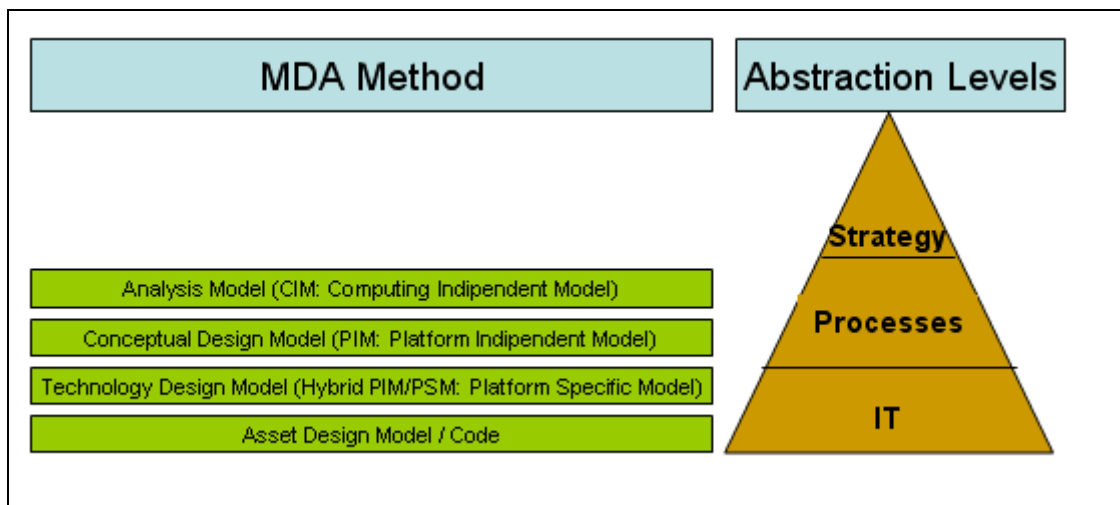 MDA Method
Abstraction Levels
Strategy
Analysis Model (CIM: Computing Indipendent Model)
Processes
Conceptual Design Model (PIM: Platform Indipendent Model)
Technology Design Model (Hybrid PIM/PSM: Platform Specific Model)
IT
Asset Design Model / Code